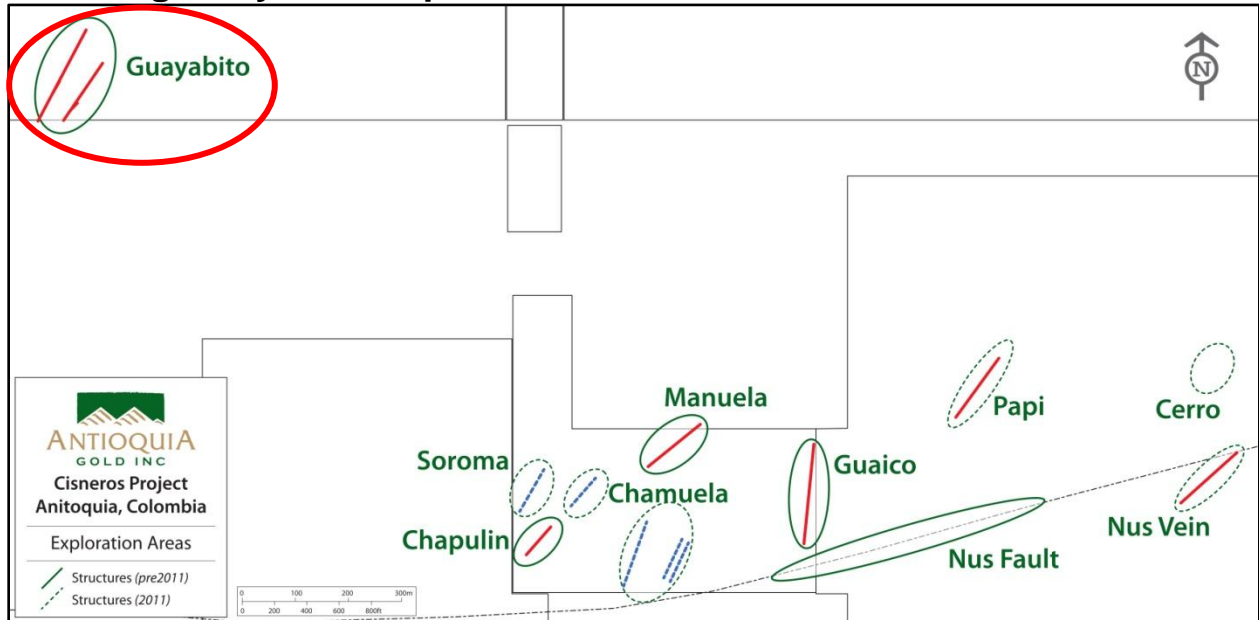 Guayabito
N
Manuela
Papi
Cerro
Soroma
Guaico
Chamuela
Chapulin
Nus Vein
Nus Fault
ANTIOQUIA
GOLD INC
Cisneros Project
Anitoquia, Colombia
Exploration Areas
Structures (pre2011)
Structures (2011)
0 100 200 300m
0 200 400 600 800ft